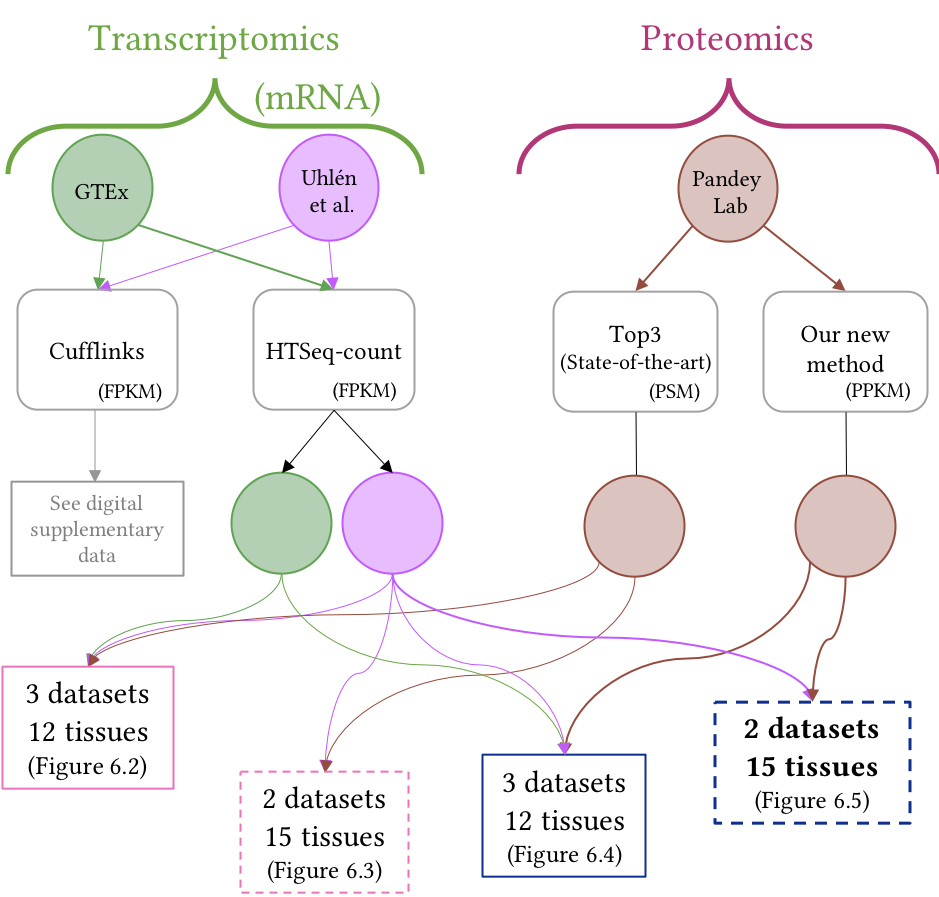 Transcriptomics
(mRNA)
Proteomics
GTEx
Uhlén
et al.
Pandey
Lab
Cufflinks
(FPKM)
HTSeq-count
(FPKM)
Top3
(State-of-the-art)
(PSM)
Our new
method
(PPKM)
See digital
supplementary
data
3 datasets
12 tissues
(Figure 6.2)
2 datasets
15 tissues
(Figure 6.3)
3 datasets
12 tissues
(Figure 6.4)
2 datasets
15 tissues
(Figure 6.5)